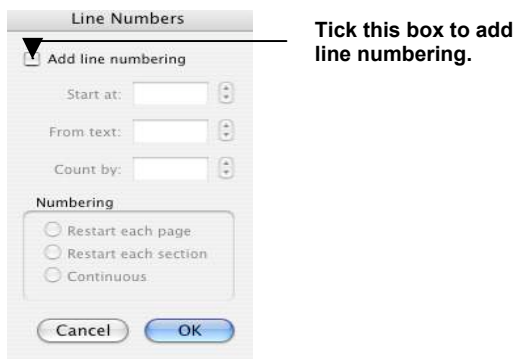 Line Numbers
Tick this box to add
line numbering.
Add line numbering
Start at:
From text:
Count by:
Numbering
Restart each page
Restart each section
Continuous
Cancel OK